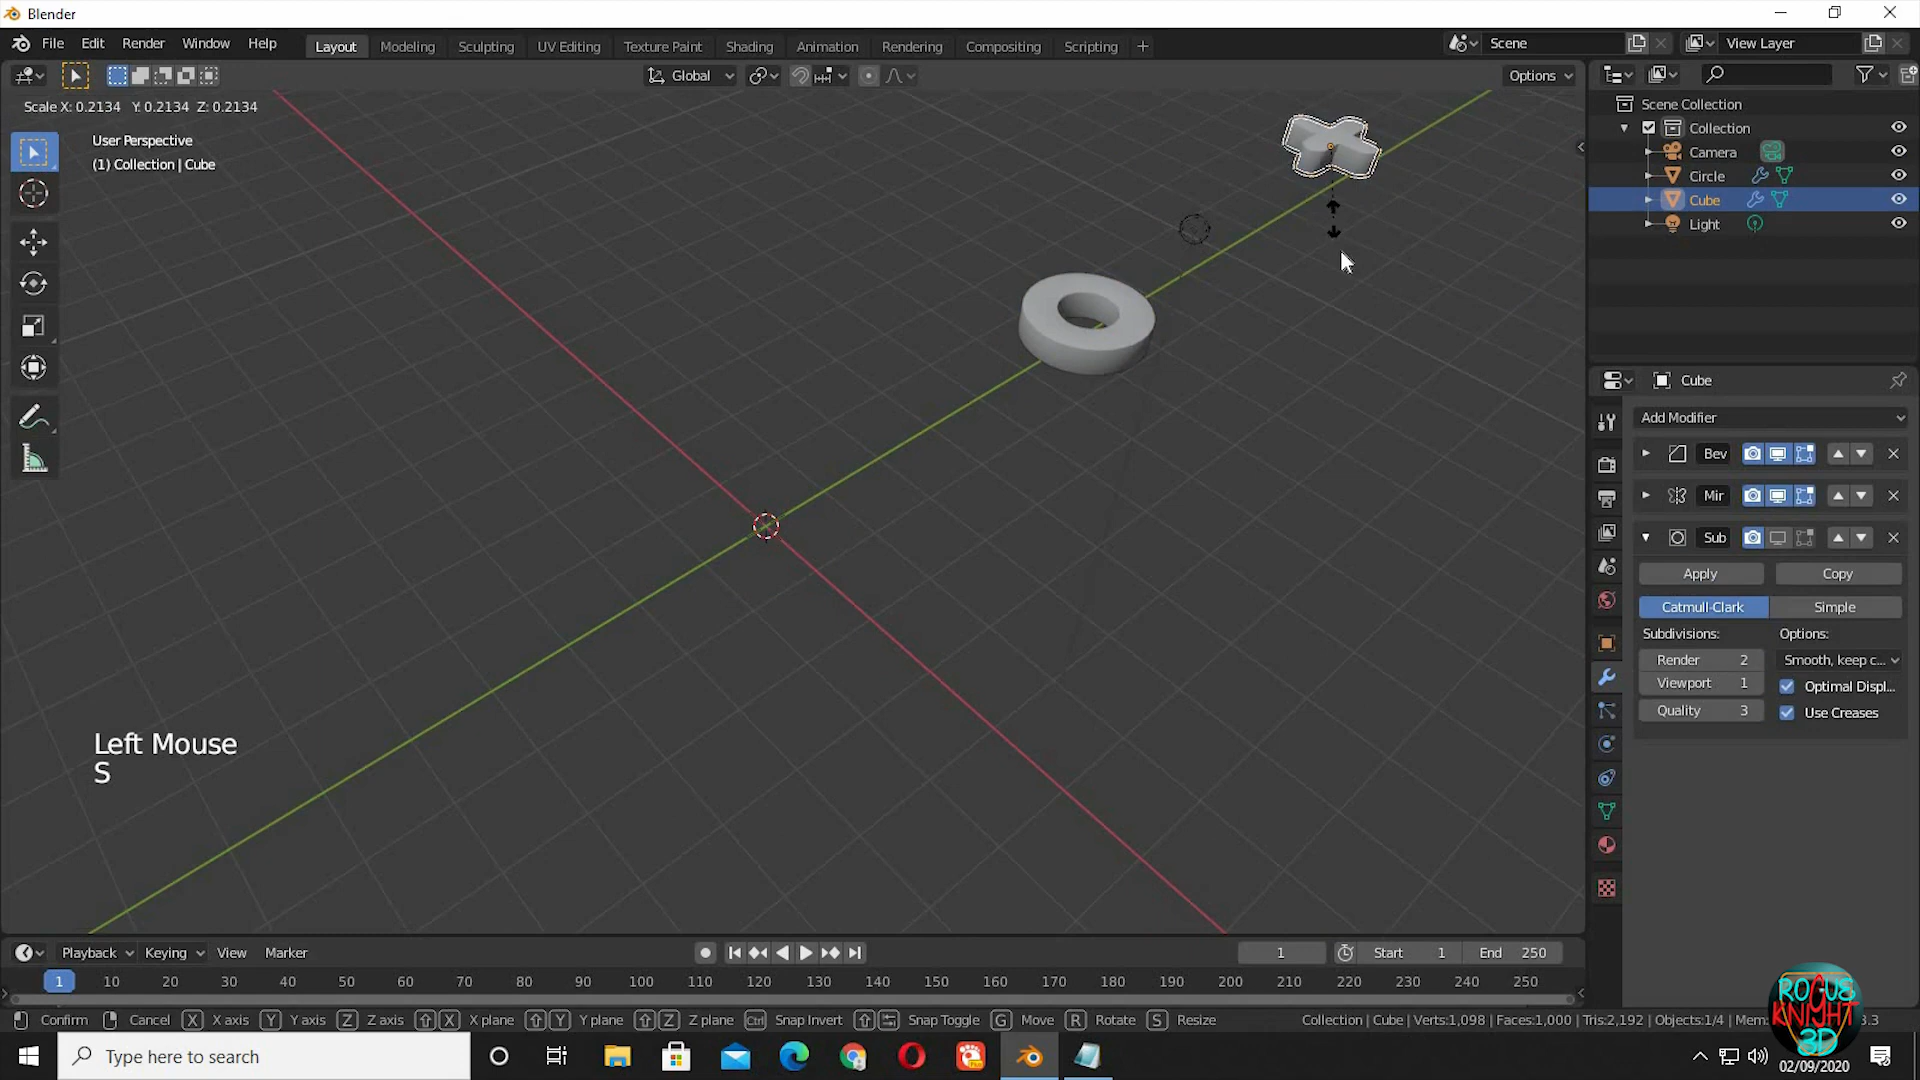 Blender
File Edit Render Window Help Layout Modeling Sculpting UV Editing Texture Paint Shading Animation Rendering Compositing Scripting + Scene View Layer
Global Options
Scale X: 0.2134 Y: 0.2134 Z: 0.2134
User Perspective
(1) Collection | Cube
Scene Collection
Collection
Camera
Circle
Cube
Light
Cube
Add Modifier
Bev
Mir
Sub
Apply Copy
Catmull-Clark Simple
Subdivisions: Options:
Render 2 Smooth, keep c...
Viewport 1 Optimal Displ...
Quality 3 Use Creases
Left Mouse
S
Playback Keying View Marker 1 Start 1 End 250
1 10 20 30 40 50 60 70 80 90 100 110 120 130 140 150 160 170 180 190 200 210 220 230 240 250
Confirm Cancel X X axis Y Y axis Z Z axis X X plane Y Y plane Z Z plane Ctrl Snap Invert Snap Toggle G Move R Rotate S Resize Collection | Cube | Verts:1,098 | Faces:1,000 | Tris:2,192 | Objects:1/4 | Mem: 3.3
ROGUE
KNIGHT
3D
Type here to search
02/09/2020